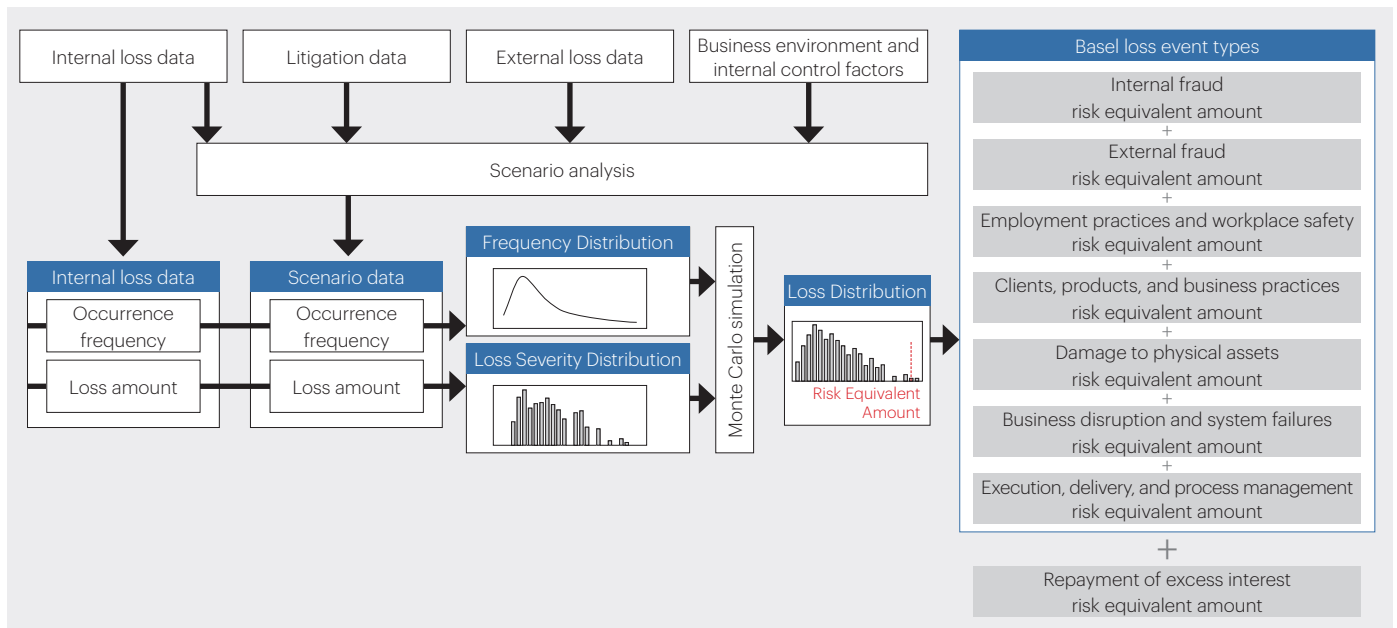 Internal loss data
Litigation data
External loss data
Business environment and
internal control factors
Scenario analysis
Internal loss data
Occurrence
frequency
Loss amount
Scenario data
Occurrence
frequency
Loss amount
Frequency Distribution
Loss Severity Distribution
Monte Carlo simulation
Loss Distribution
Risk Equivalent
Amount
Basel loss event types
Internal fraud
risk equivalent amount
+
External fraud
risk equivalent amount
+
Employment practices and workplace safety
risk equivalent amount
+
Clients, products, and business practices
risk equivalent amount
+
Damage to physical assets
risk equivalent amount
+
Business disruption and system failures
risk equivalent amount
+
Execution, delivery, and process management
risk equivalent amount
+
Repayment of excess interest
risk equivalent amount